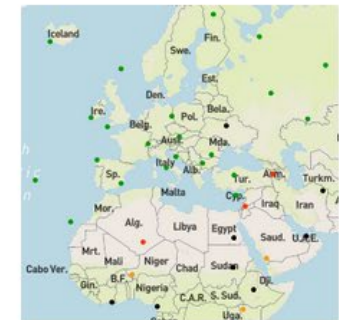 Iceland
Fin.
Swe.
Est.
Den.
Bela.
Ire.
Pol.
Belg.
Aust.
Mda.
Italy
Alb.
Sp.
Tur.
Arm.
Turkm.
Malta
Cyp.
Iraq
Iran
Mor.
Alg.
Libya
Egypt
Saud.
U.A.E.
Mrt.
Mali
Niger
Chad
Sudan
Cabo Ver.
B.F.
Dji.
Gin.
Nigeria
C.A.R.
S. Sud.
Uga.